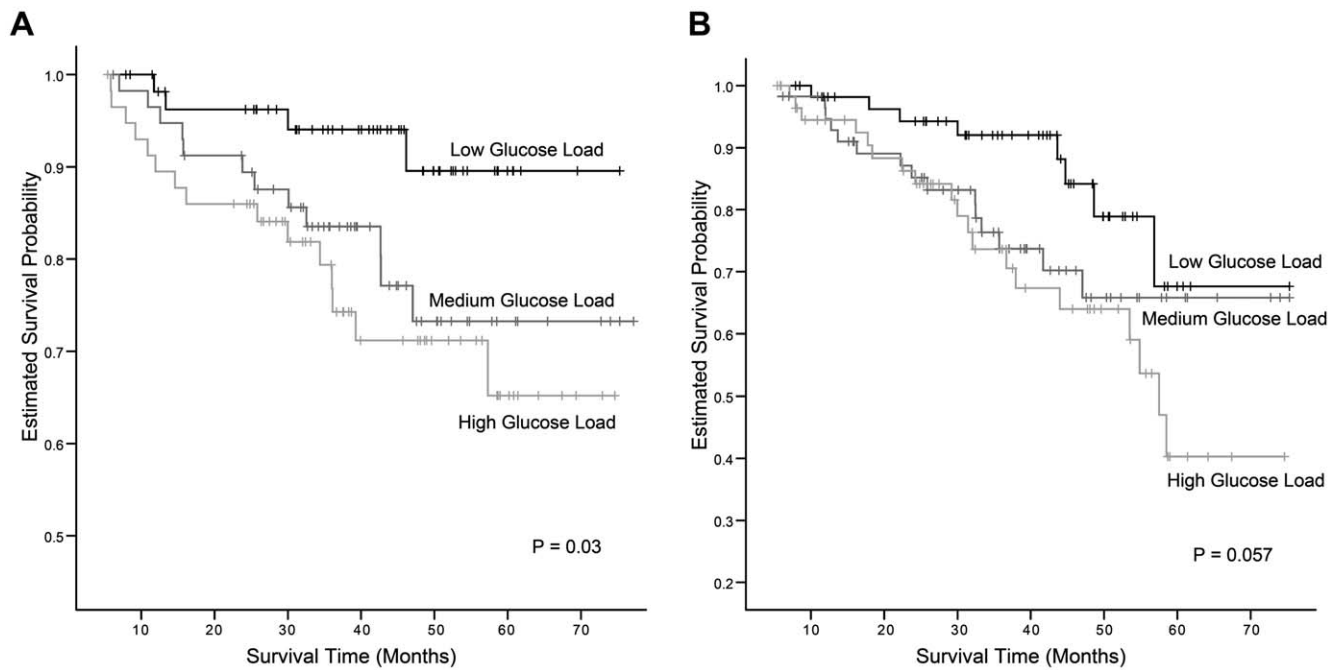 A
Estimated Survival Probability
1.0
0.9
0.8
0.7
0.6
0.5
Low Glucose Load
Medium Glucose Load
High Glucose Load
P = 0.03
10 20 30 40 50 60 70
Survival Time (Months)
B
Estimated Survival Probability
1.0
0.9
0.8
0.7
0.6
0.5
0.4
0.3
0.2
Low Glucose Load
Medium Glucose Load
High Glucose Load
P = 0.057
10 20 30 40 50 60 70
Survival Time (Months)